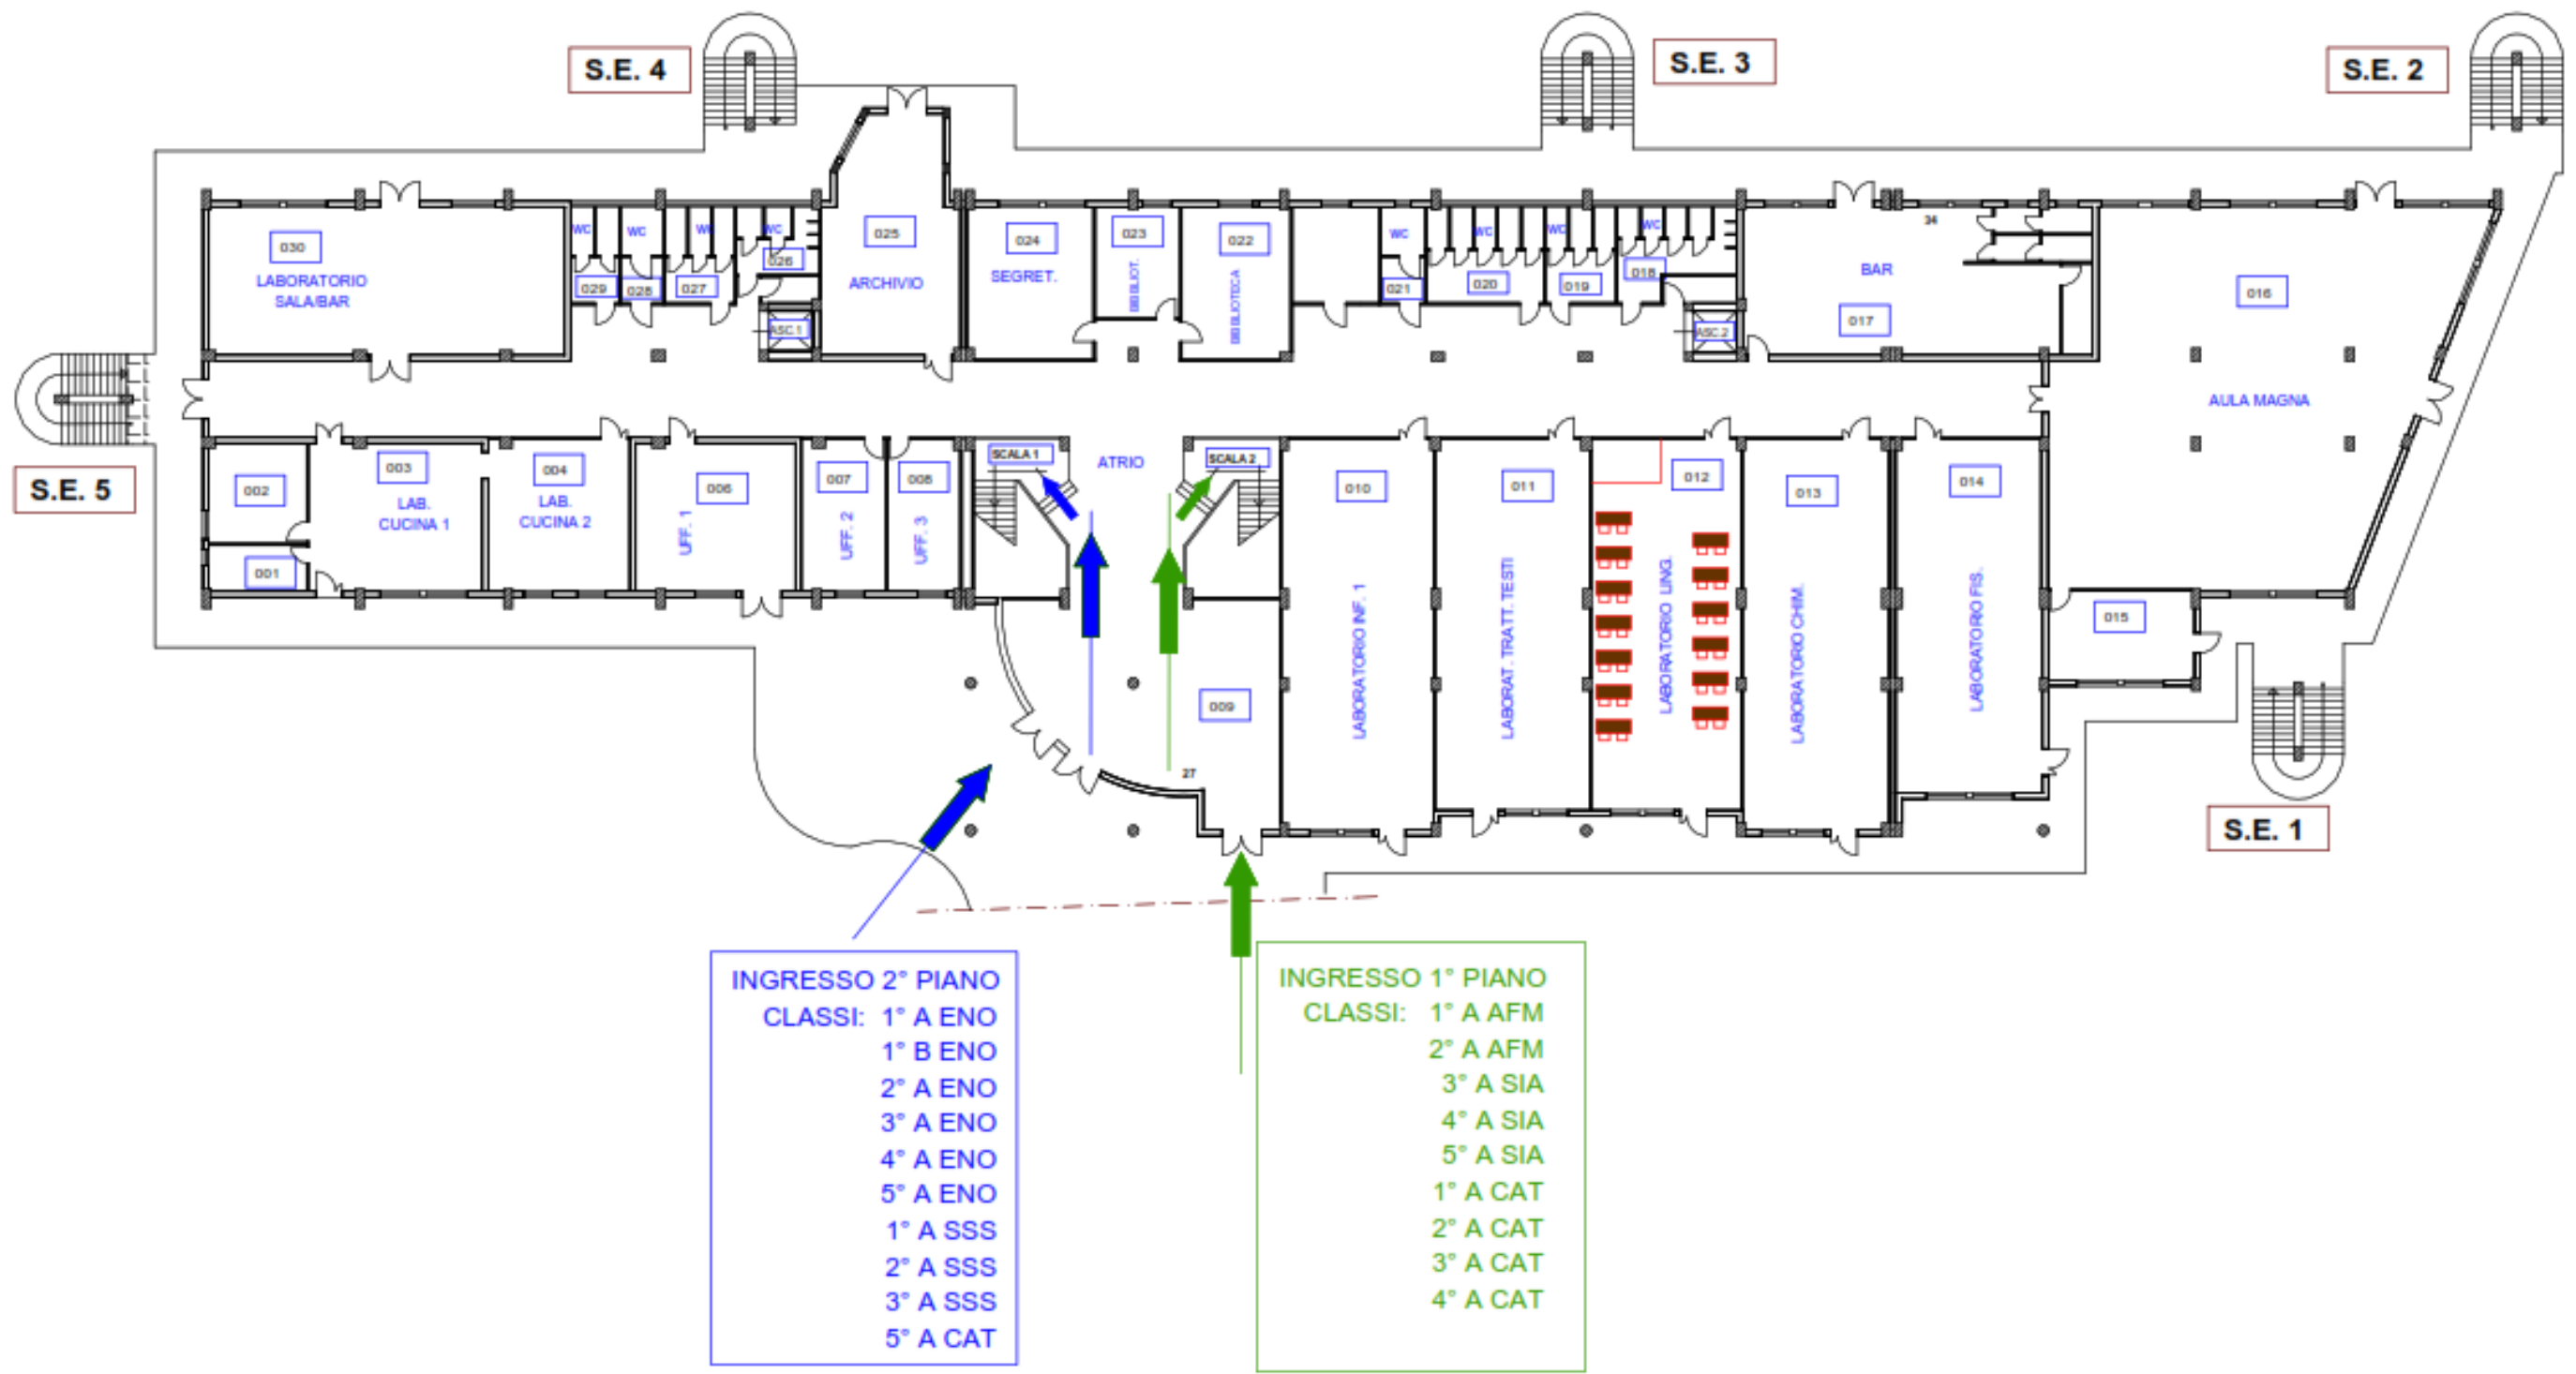 S.E. 4
S.E. 3
S.E. 2
030
LABORATORIO
SALA/BAR
WC
029
WC
028
WC
027
WC
026
ASC.1
025
ARCHIVIO
024
SEGRET.
023
BIBBLIOT.
022
BIBBLIOTECA
WC
021
WC
020
WC
019
WC
018
ASC.2
34
BAR
017
016
AULA MAGNA
S.E. 5
002
001
003
LAB.
CUCINA 1
004
LAB.
CUCINA 2
006
UFF. 1
007
UFF. 2
008
UFF. 3
SCALA 1
ATRIO
SCALA 2
009
27
010
LABORATORIO INF. 1
011
LABORAT. TRATT. TESTI
012
LABORATORIO LING.
013
LABORATORIO CHIM.
014
LABORATORIO FIS.
015
S.E. 1
INGRESSO 2° PIANO
CLASSI: 1° A ENO
1° B ENO
2° A ENO
3° A ENO
4° A ENO
5° A ENO
1° A SSS
2° A SSS
3° A SSS
5° A CAT
INGRESSO 1° PIANO
CLASSI: 1° A AFM
2° A AFM
3° A SIA
4° A SIA
5° A SIA
1° A CAT
2° A CAT
3° A CAT
4° A CAT